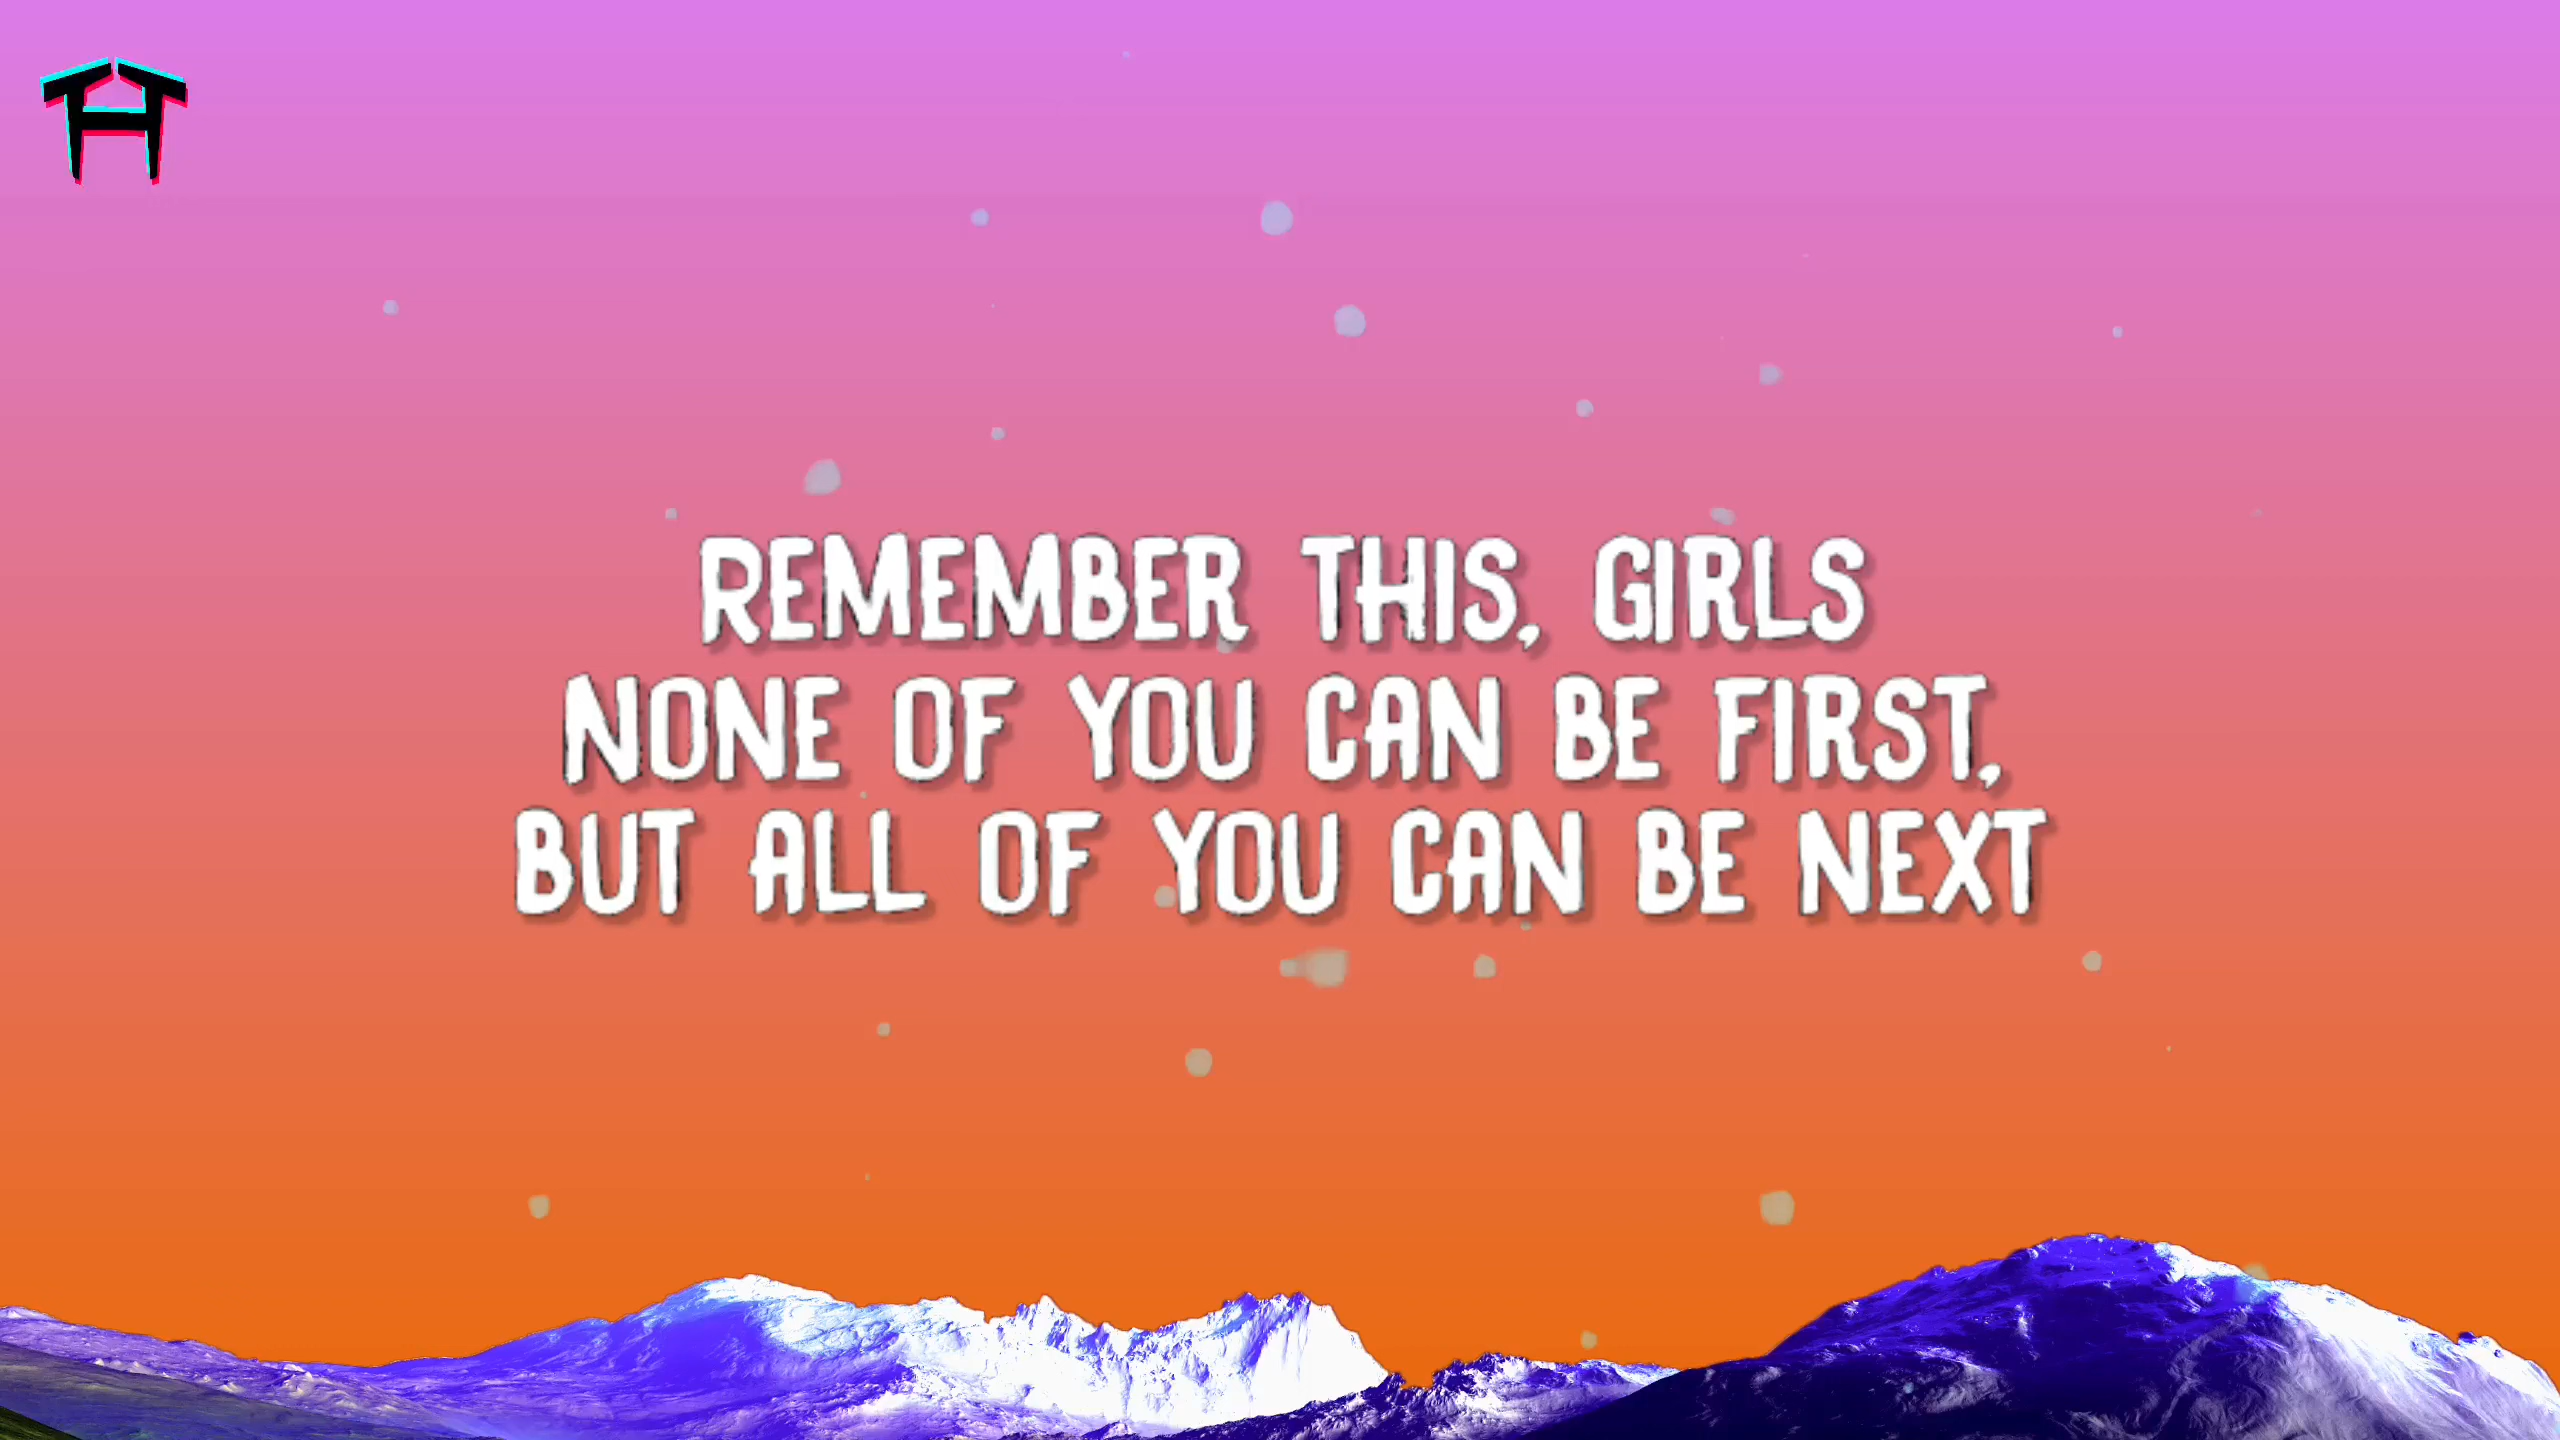 REMEMBER THIS, GIRLS
NONE OF YOU CAN BE FIRST,
BUT ALL OF YOU CAN BE NEXT